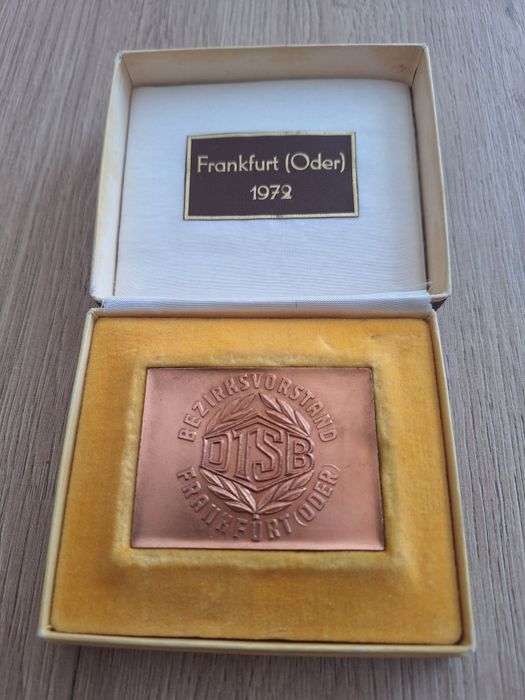 Frankfurt (Oder)
1972
BEZIRKSVORSTAND
DTSB
FRANKFURT (ODER)